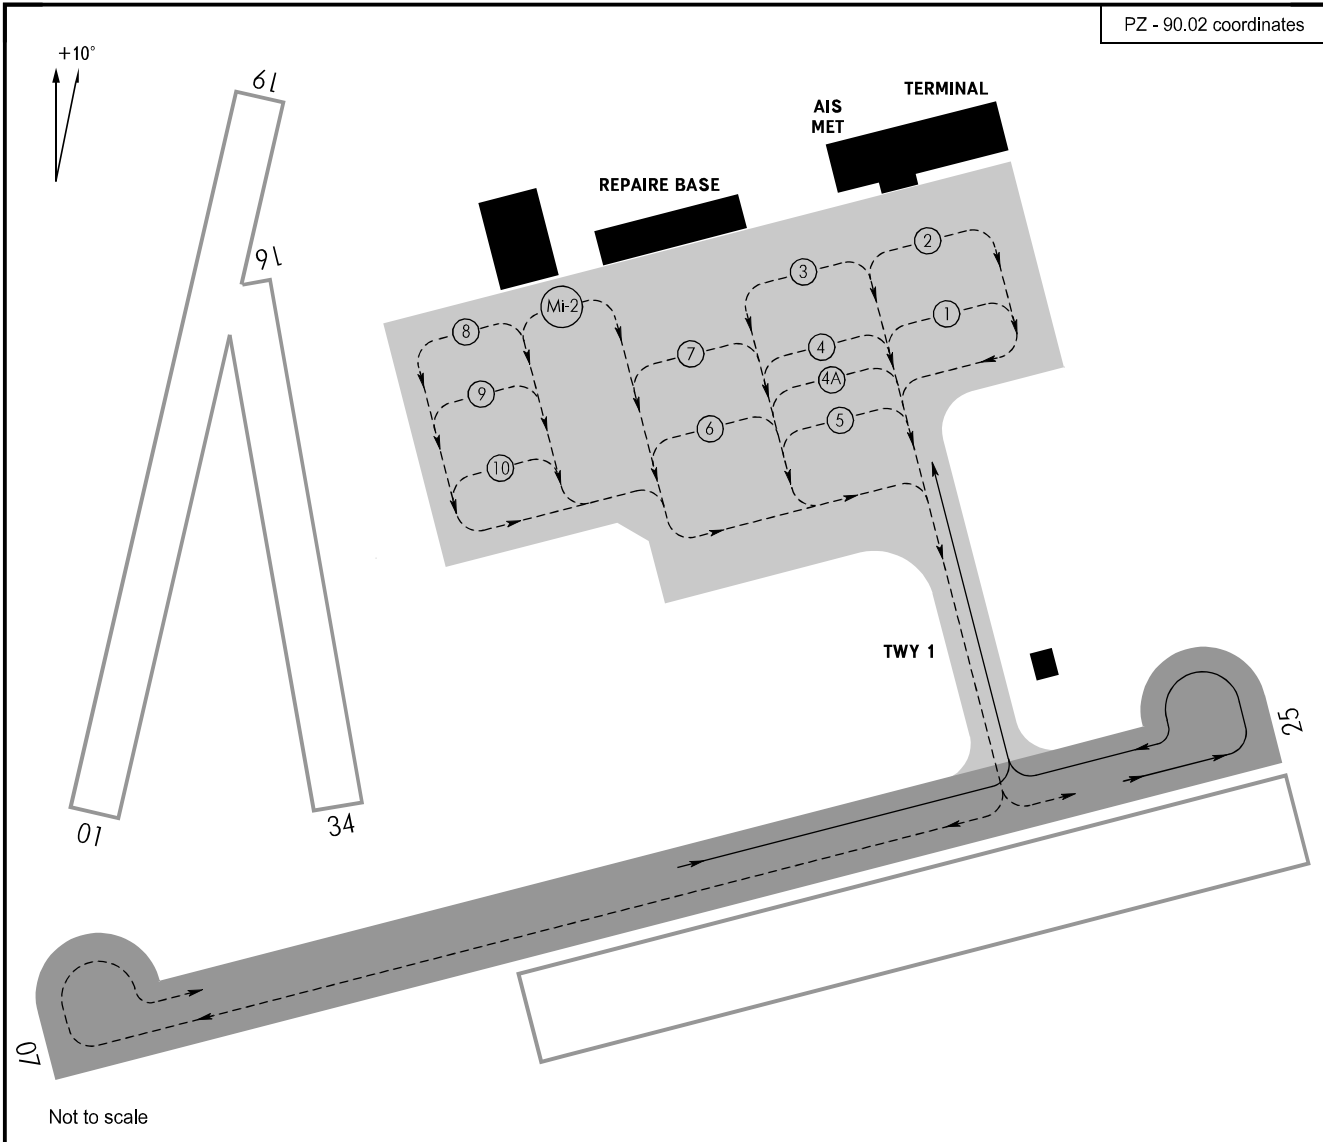 PZ - 90.02 coordinates
+10°
19
TERMINAL
AIS
MET
REPAIRE BASE
16
2
3
Mi-2
1
8
4
7
4A
9
5
6
10
TWY 1
25
01
34
07
Not to scale